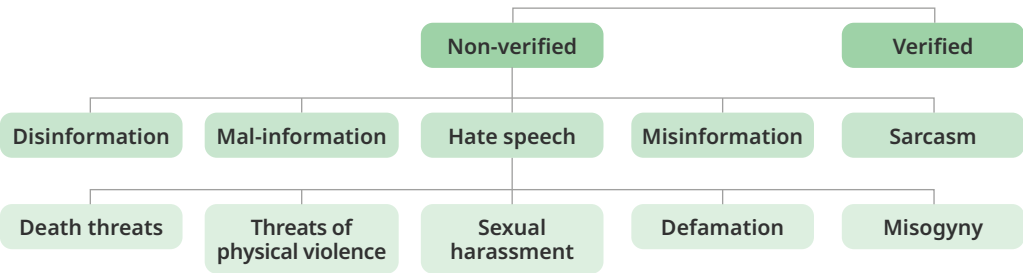 Non-verified
Verified
Disinformation
Mal-information
Hate speech
Misinformation
Sarcasm
Death threats
Threats of
physical violence
Sexual
harassment
Defamation
Misogyny